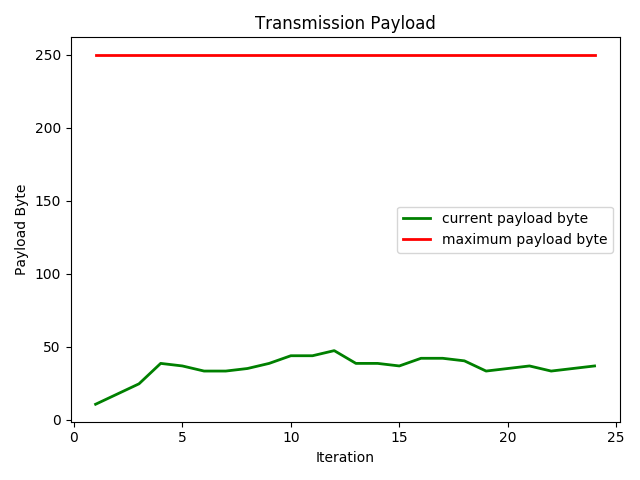 Transmission Payload
250
200
150
100
50
0
Payload Byte
current payload byte
maximum payload byte
0 5 10 15 20 25
Iteration